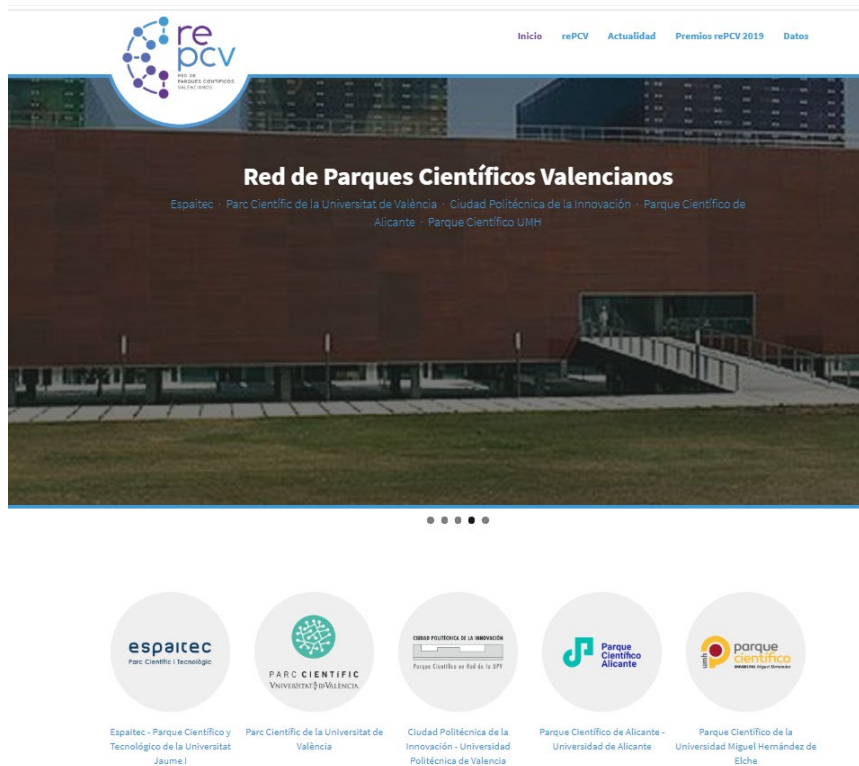 re
pcv
RED DE
PARQUES CIENTÍFICOS
VALENCIANOS
Inicio rePCV Actualidad Premios rePCV 2019 Datos
Red de Parques Científicos Valencianos
Espaitec · Parc Científic de la Universitat de València · Ciudad Politécnica de la Innovación · Parque Científico de
Alicante · Parque Científico UMH
espaitec
Parc Científic i Tecnològic
PARC CIENTÍFIC
VNIVERSITAT ID VALÈNCIA
CIUDAD POLITÉCNICA DE LA INNOVACIÓN
Parque Científico en Red de la UPV
Parque
Científico
Alicante
umh
parque
científico
UNIVERSITAS Miguel Hernández
Espaitec - Parque Científico y
Tecnológico de la Universitat
Jaume I
Parc Científic de la Universitat de
València
Ciudad Politécnica de la
Innovación - Universidad
Politécnica de Valencia
Parque Científico de Alicante -
Universidad de Alicante
Parque Científico de la
Universidad Miguel Hernández de
Elche